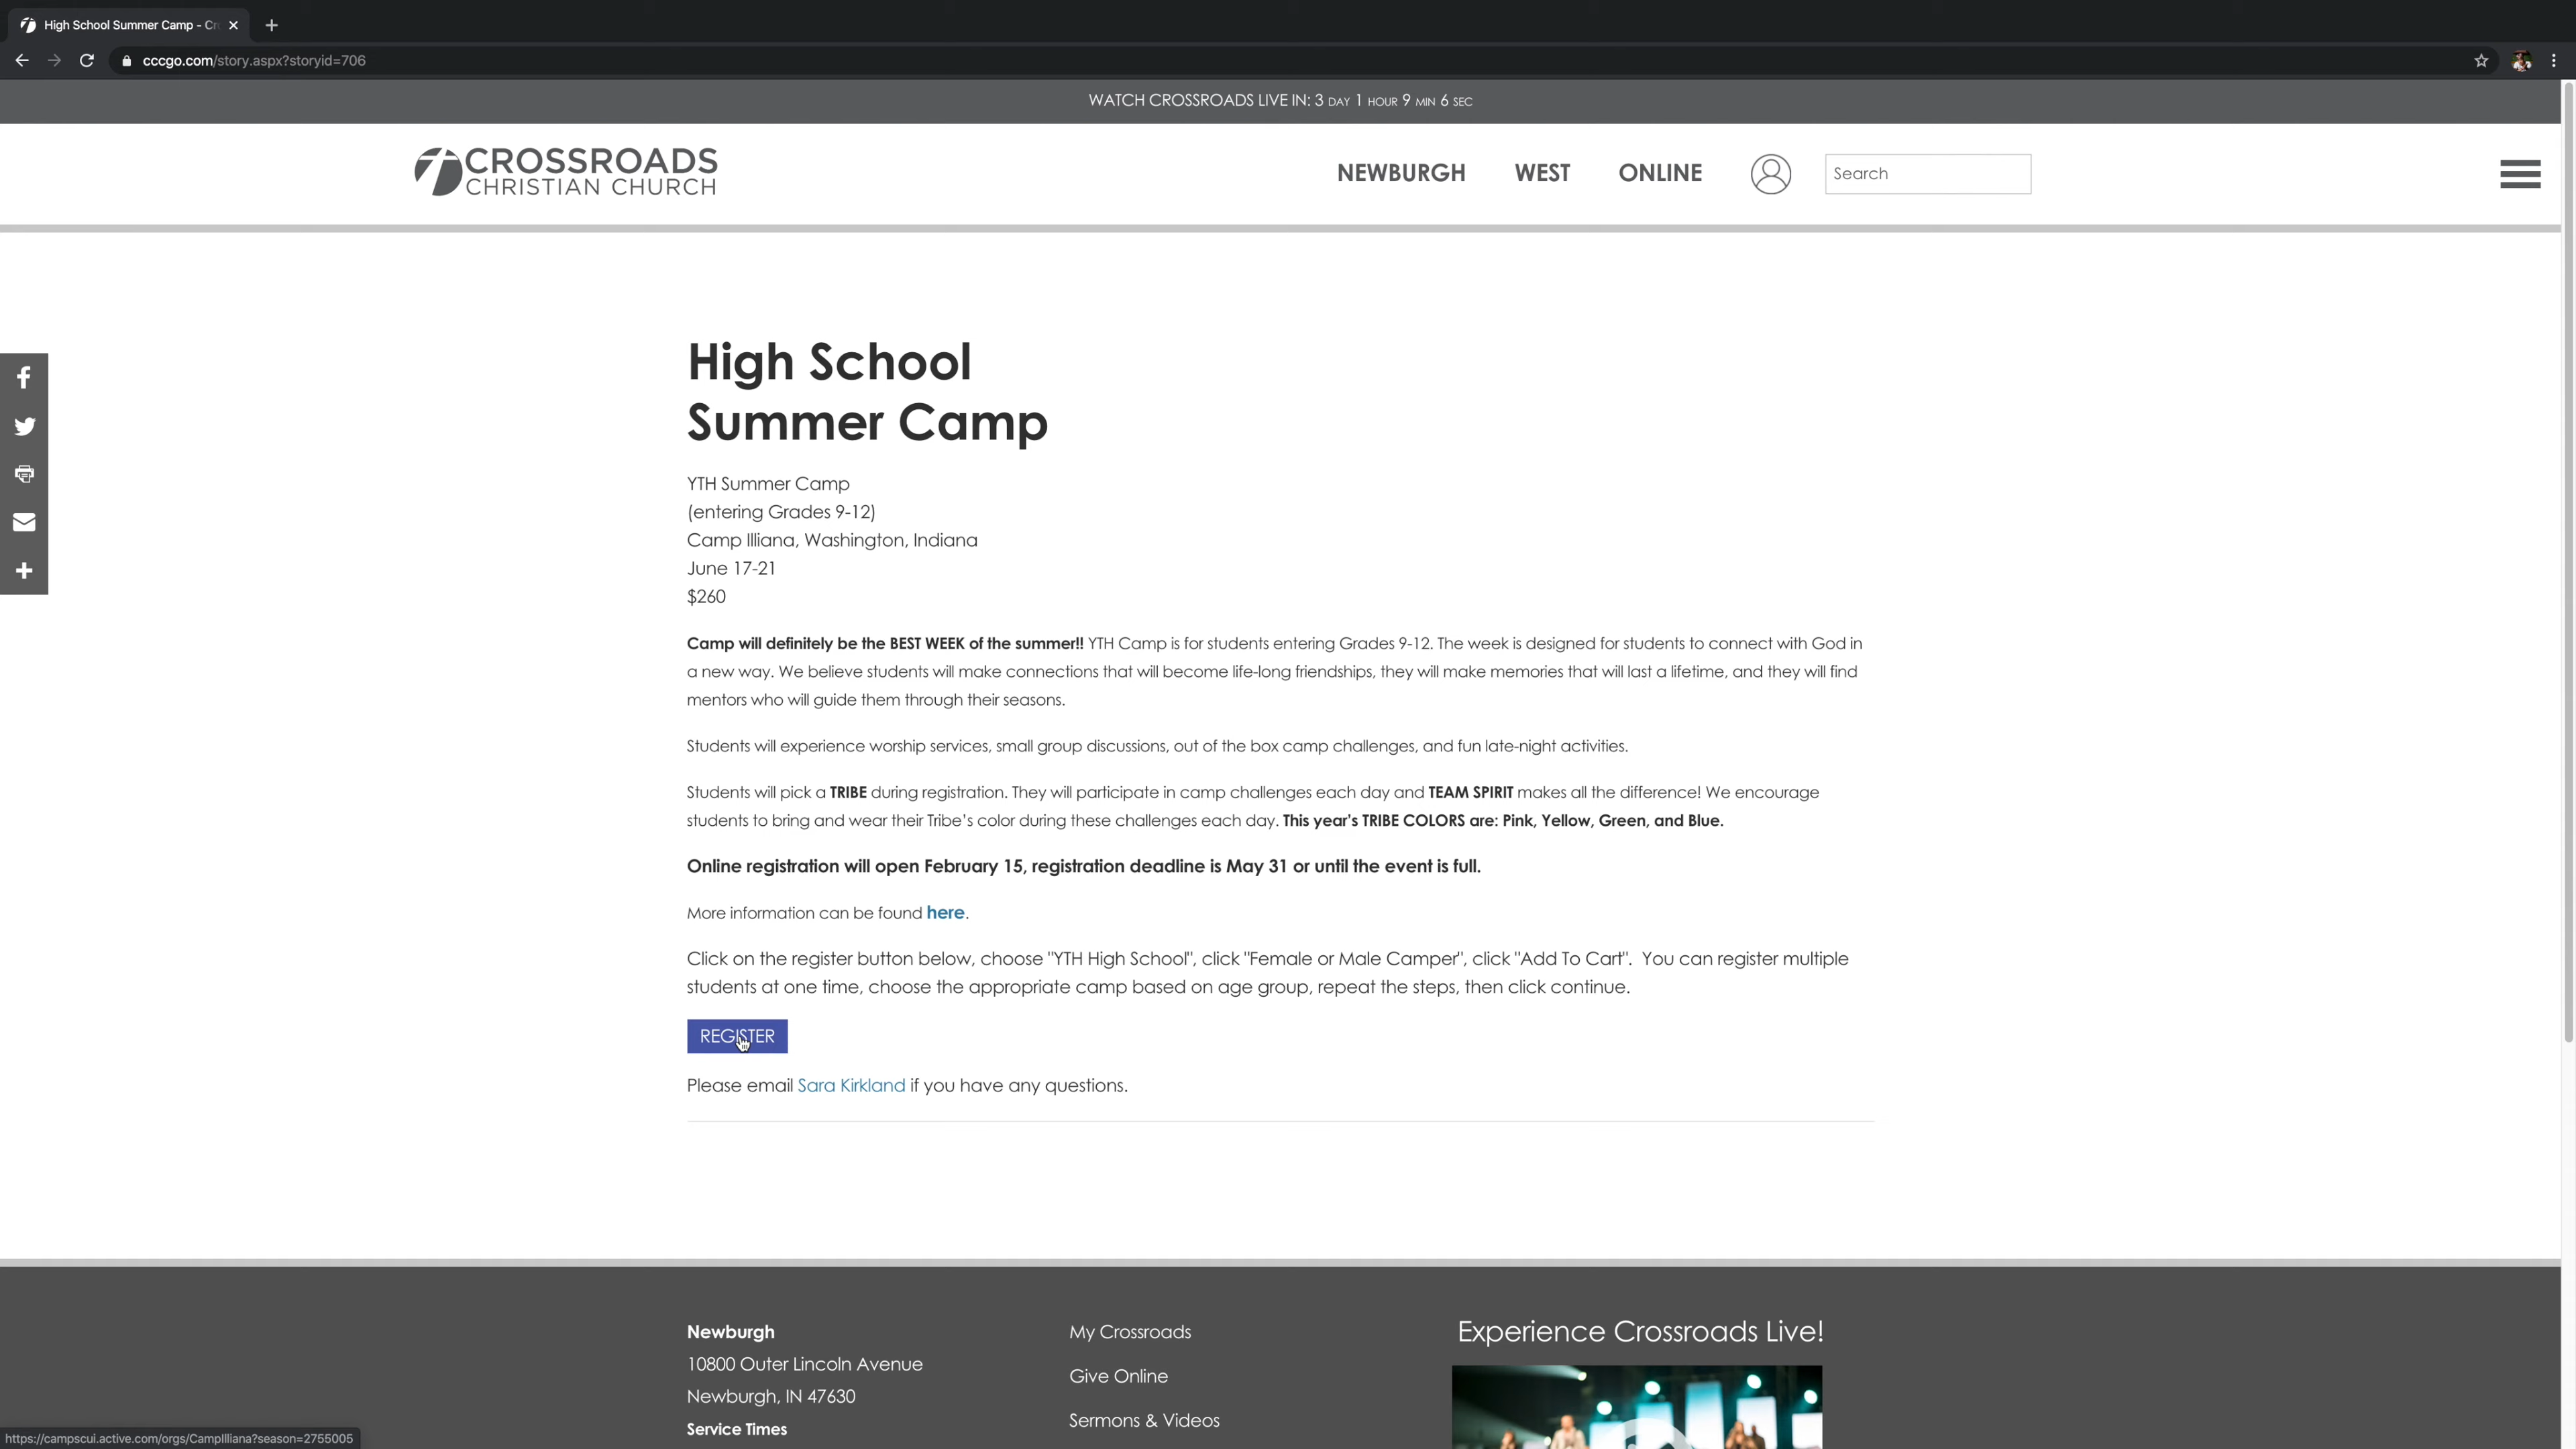 High School Summer Camp - Cr
cccgo.com/story.aspx?storyid=706
WATCH CROSSROADS LIVE IN: 3 DAY 1 HOUR 9 MIN 6 SEC
CROSSROADS
CHRISTIAN CHURCH
NEWBURGH
WEST
ONLINE
Search
High School
Summer Camp
YTH Summer Camp
(entering Grades 9-12)
Camp Illiana, Washington, Indiana
June 17-21
$260
Camp will definitely be the BEST WEEK of the summer!! YTH Camp is for students entering Grades 9-12. The week is designed for students to connect with God in
a new way. We believe students will make connections that will become life-long friendships, they will make memories that will last a lifetime, and they will find
mentors who will guide them through their seasons.
Students will experience worship services, small group discussions, out of the box camp challenges, and fun late-night activities.
Students will pick a TRIBE during registration. They will participate in camp challenges each day and TEAM SPIRIT makes all the difference! We encourage
students to bring and wear their Tribe's color during these challenges each day. This year's TRIBE COLORS are: Pink, Yellow, Green, and Blue.
Online registration will open February 15, registration deadline is May 31 or until the event is full.
More information can be found here.
Click on the register button below, choose "YTH High School", click "Female or Male Camper", click "Add To Cart".  You can register multiple
students at one time, choose the appropriate camp based on age group, repeat the steps, then click continue.
REGISTER
Please email Sara Kirkland if you have any questions.
Newburgh
10800 Outer Lincoln Avenue
Newburgh, IN 47630
Service Times
My Crossroads
Give Online
Sermons & Videos
Experience Crossroads Live!
https://campscui.active.com/orgs/CampIlliana?season=2755005